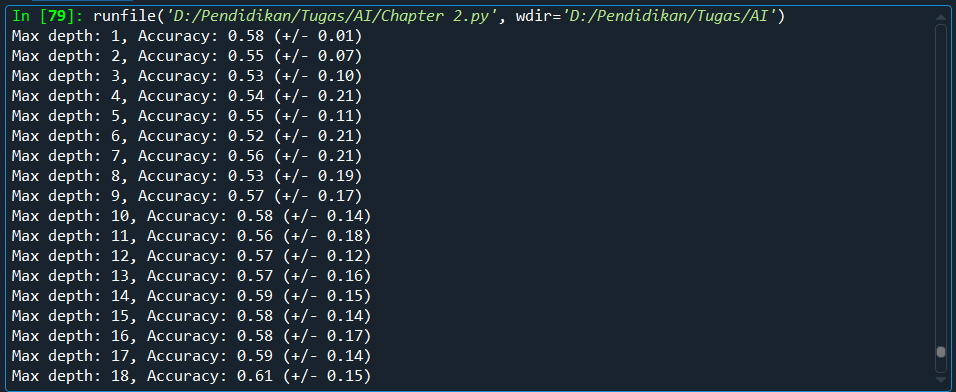 In [79]: runfile('D:/Pendidikan/Tugas/AI/Chapter 2.py', wdir='D:/Pendidikan/Tugas/AI')
Max depth: 1, Accuracy: 0.58 (+/- 0.01)
Max depth: 2, Accuracy: 0.55 (+/- 0.07)
Max depth: 3, Accuracy: 0.53 (+/- 0.10)
Max depth: 4, Accuracy: 0.54 (+/- 0.21)
Max depth: 5, Accuracy: 0.55 (+/- 0.11)
Max depth: 6, Accuracy: 0.52 (+/- 0.21)
Max depth: 7, Accuracy: 0.56 (+/- 0.21)
Max depth: 8, Accuracy: 0.53 (+/- 0.19)
Max depth: 9, Accuracy: 0.57 (+/- 0.17)
Max depth: 10, Accuracy: 0.58 (+/- 0.14)
Max depth: 11, Accuracy: 0.56 (+/- 0.18)
Max depth: 12, Accuracy: 0.57 (+/- 0.12)
Max depth: 13, Accuracy: 0.57 (+/- 0.16)
Max depth: 14, Accuracy: 0.59 (+/- 0.15)
Max depth: 15, Accuracy: 0.58 (+/- 0.14)
Max depth: 16, Accuracy: 0.58 (+/- 0.17)
Max depth: 17, Accuracy: 0.59 (+/- 0.14)
Max depth: 18, Accuracy: 0.61 (+/- 0.15)